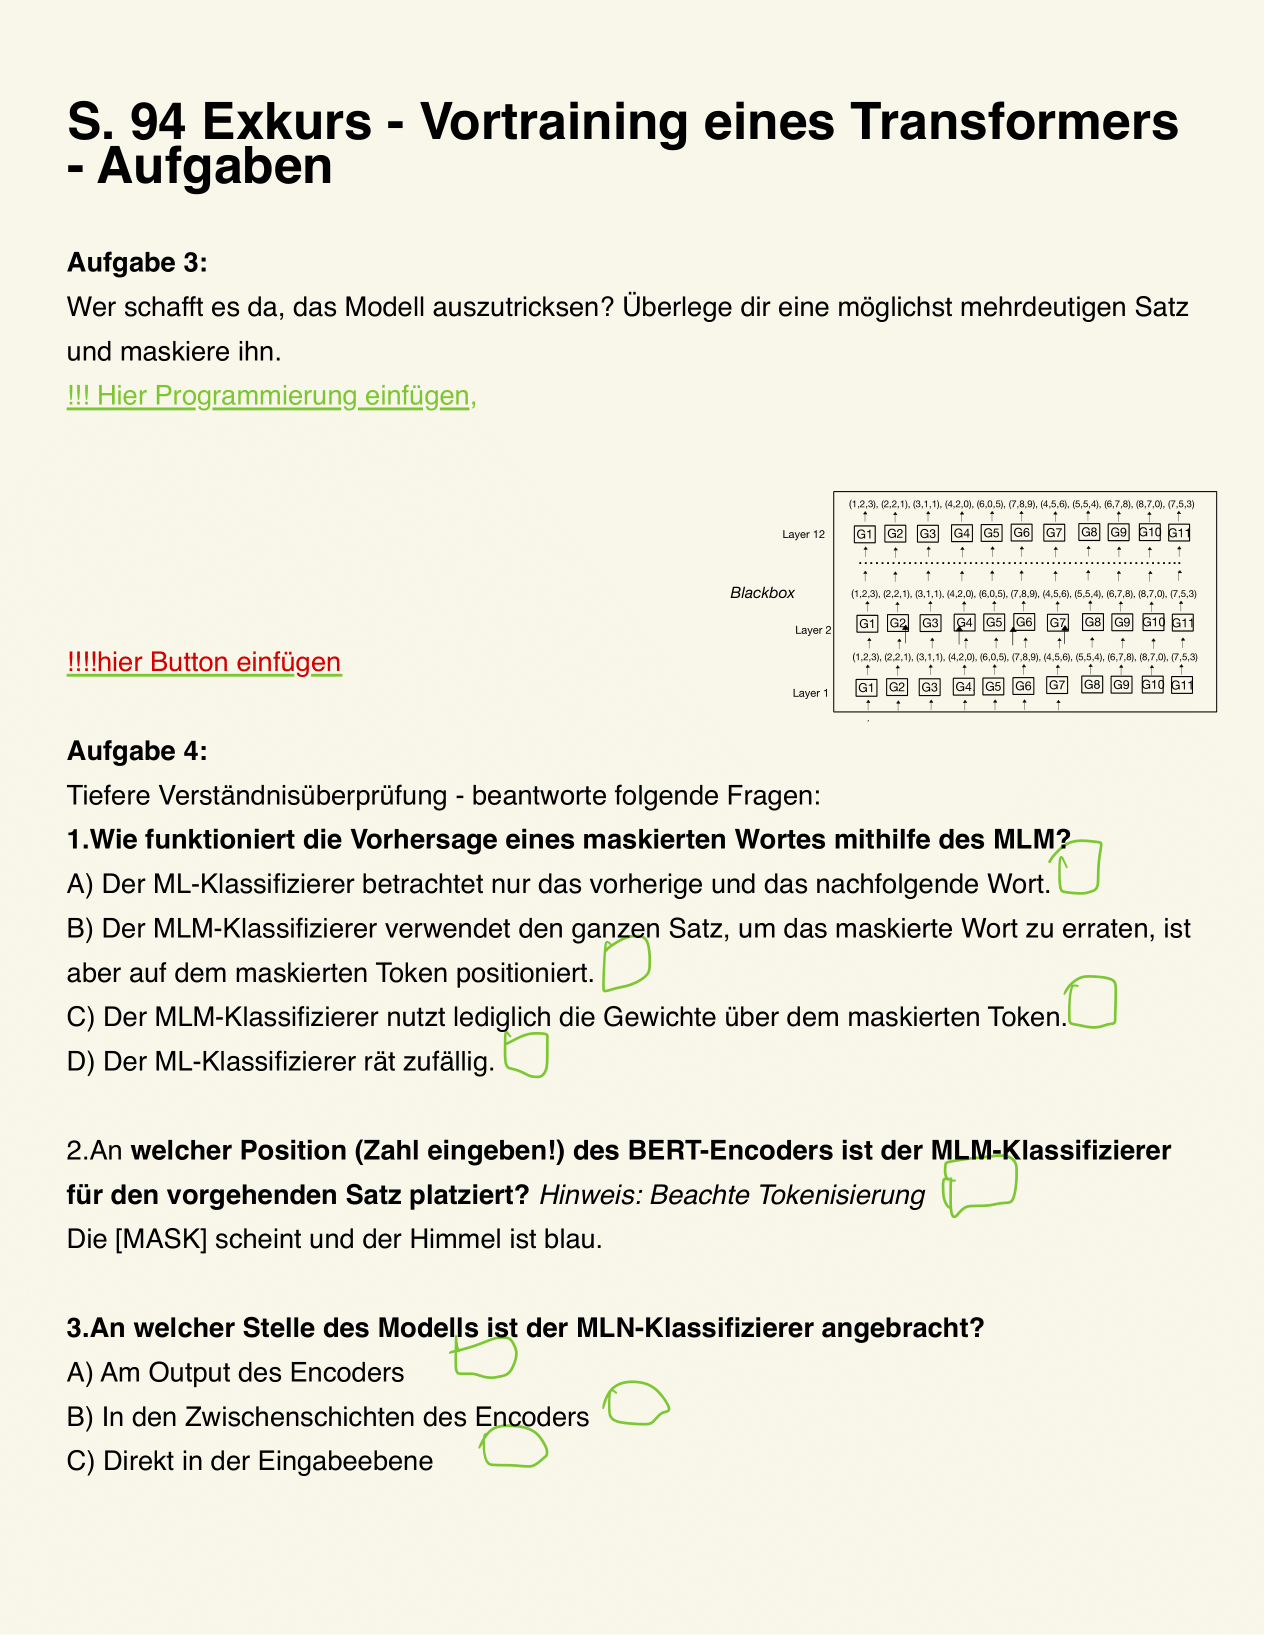 S. 94 Exkurs - Vortraining eines Transformers
- Aufgaben
Aufgabe 3:
Wer schafft es da, das Modell auszutricksen? Überlege dir eine möglichst mehrdeutigen Satz
und maskiere ihn.
!!! Hier Programmierung einfügen,
(1,2,3), (2,2,1), (3,1,1), (4,2,0), (6,0,5), (7,8,9), (4,5,6), (5,5,4), (6,7,8), (8,7,0), (7,5,3)
Layer 12 G1 G2 G3 G4 G5 G6 G7 G8 G9 G10 G11
Blackbox (1,2,3), (2,2,1), (3,1,1), (4,2,0), (6,0,5), (7,8,9), (4,5,6), (5,5,4), (6,7,8), (8,7,0), (7,5,3)
Layer 2 G1 G2 G3 G4 G5 G6 G7 G8 G9 G10 G11
(1,2,3), (2,2,1), (3,1,1), (4,2,0), (6,0,5), (7,8,9), (4,5,6), (5,5,4), (6,7,8), (8,7,0), (7,5,3)
Layer 1 G1 G2 G3 G4 G5 G6 G7 G8 G9 G10 G11
!!!!hier Button einfügen
Aufgabe 4:
Tiefere Verständnisüberprüfung - beantworte folgende Fragen:
1.Wie funktioniert die Vorhersage eines maskierten Wortes mithilfe des MLM?
A) Der ML-Klassifizierer betrachtet nur das vorherige und das nachfolgende Wort.
B) Der MLM-Klassifizierer verwendet den ganzen Satz, um das maskierte Wort zu erraten, ist
aber auf dem maskierten Token positioniert.
C) Der MLM-Klassifizierer nutzt lediglich die Gewichte über dem maskierten Token.
D) Der ML-Klassifizierer rät zufällig.
2.An welcher Position (Zahl eingeben!) des BERT-Encoders ist der MLM-Klassifizierer
für den vorgehenden Satz platziert? Hinweis: Beachte Tokenisierung
Die [MASK] scheint und der Himmel ist blau.
3.An welcher Stelle des Modells ist der MLN-Klassifizierer angebracht?
A) Am Output des Encoders
B) In den Zwischenschichten des Encoders
C) Direkt in der Eingabeebene